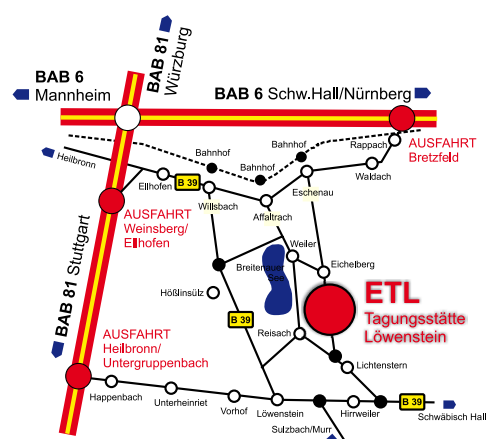 BAB 81
Würzburg
BAB 6
Mannheim
BAB 6 Schw.Hall/Nürnberg
Bahnhof
Bahnhof
Bahnhof
Rappach
AUSFAHRT
Bretzfeld
Heilbronn
Ellhofen
B 39
Willsbach
Affaltrach
Eschenau
Waldach
AUSFAHRT
Weinsberg/
Ellhofen
BAB 81 Stuttgart
Weiler
Eichelberg
Breitenauer
See
Hößlinsülz
B 39
ETL
Tagungsstätte
Löwenstein
Reisach
AUSFAHRT
Heilbronn/
Untergruppenbach
Lichtenstern
Happenbach
Unterheinriet
Vorhof
Löwenstein
Hirrweiler
B 39
Schwäbisch Hall
Sulzbach/Murr